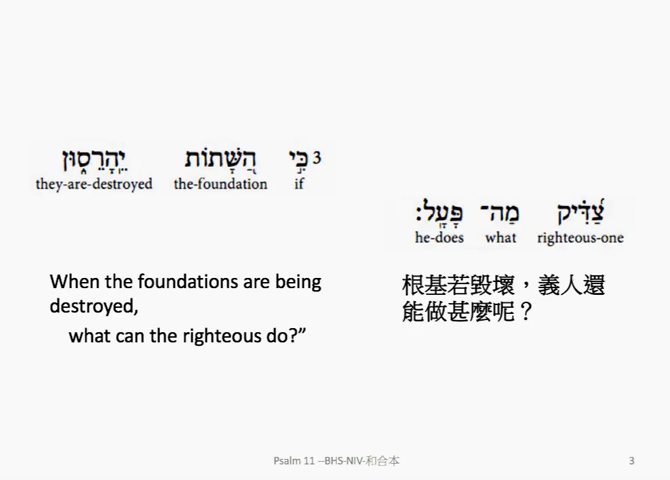 3 כִּ֣י הַ֭שָּׁתוֹת יֵֽהָרֵס֑וּן
they-are-destroyed the-foundation if
צַ֝דִּ֗יק מַה־ פָּעָֽל׃
he-does what righteous-one
When the foundations are being
destroyed,
what can the righteous do?”
根基若毀壞，義人還
能做甚麼呢？
Psalm 11 –BHS-NIV-和合本
3